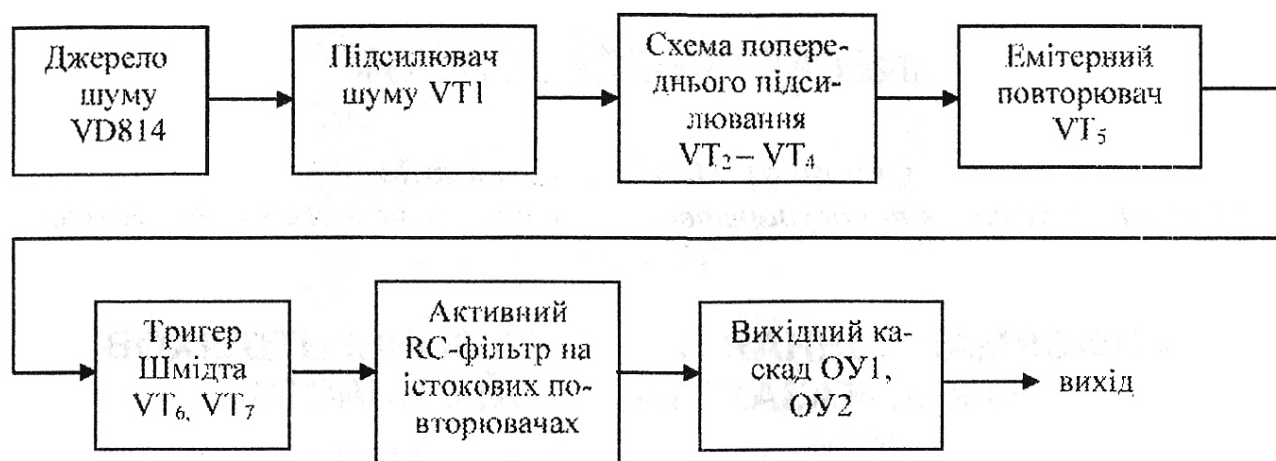 Джерело
шуму
VD814
Підсилювач
шуму VT1
Схема попере-
днього підси-
лювання
VT₂ – VT₄
Емітерний
повторювач
VT₅
Тригер
Шмідта
VT₆, VT₇
Активний
RC-фільтр на
істокових по-
вторювачах
Вихідний ка-
скад ОУ1,
ОУ2
вихід